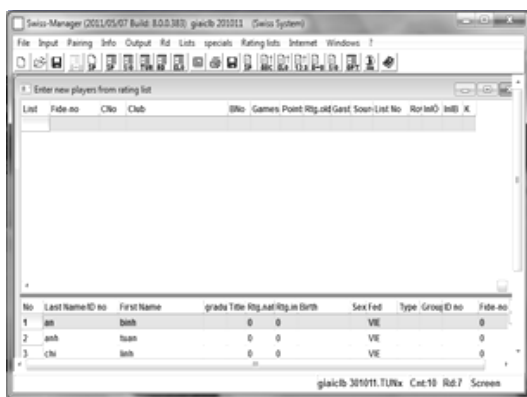 Swiss-Manager (2011/05/07 Build: 8.0.0.383) giaiclb 201011 (Swiss System)
File Input Pairing Info Output Rd Lists specials Rating lists Internet Windows ?
Enter new players from rating list
List Fide-no CNo Club BNo Games Point Rtg.old Gast Sour List No InlO InlB K
No Last Name ID no First Name gradu Title Rtg.nat Rtg.in Birth Sex Fed Type Group ID no Fide-no
1 an binh 0 0 VIE 0
2 anh tuan 0 0 VIE 0
3 chi linh 0 0 VIE 0
giaiclb 301011.TUNx Cnt:10 Rd:7 Screen